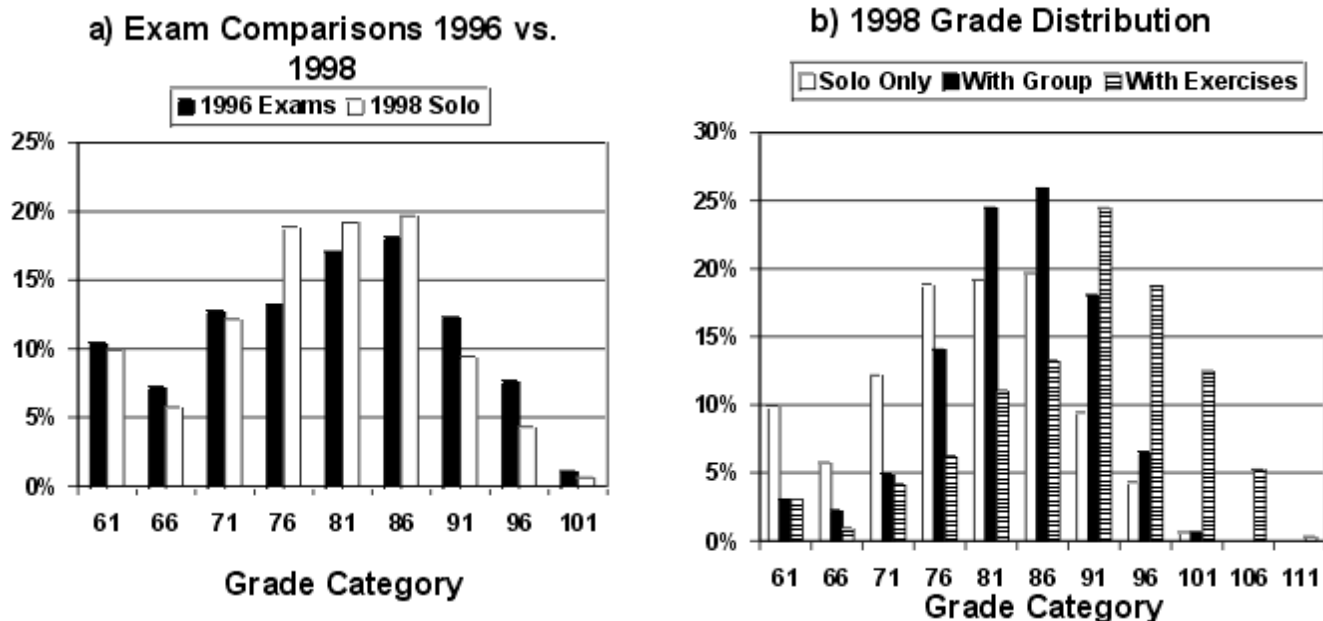 a) Exam Comparisons 1996 vs.
1998
1996 Exams 1998 Solo
25%
20%
15%
10%
5%
0%
61 66 71 76 81 86 91 96 101
Grade Category
b) 1998 Grade Distribution
Solo Only With Group With Exercises
30%
25%
20%
15%
10%
5%
0%
61 66 71 76 81 86 91 96 101 106 111
Grade Category